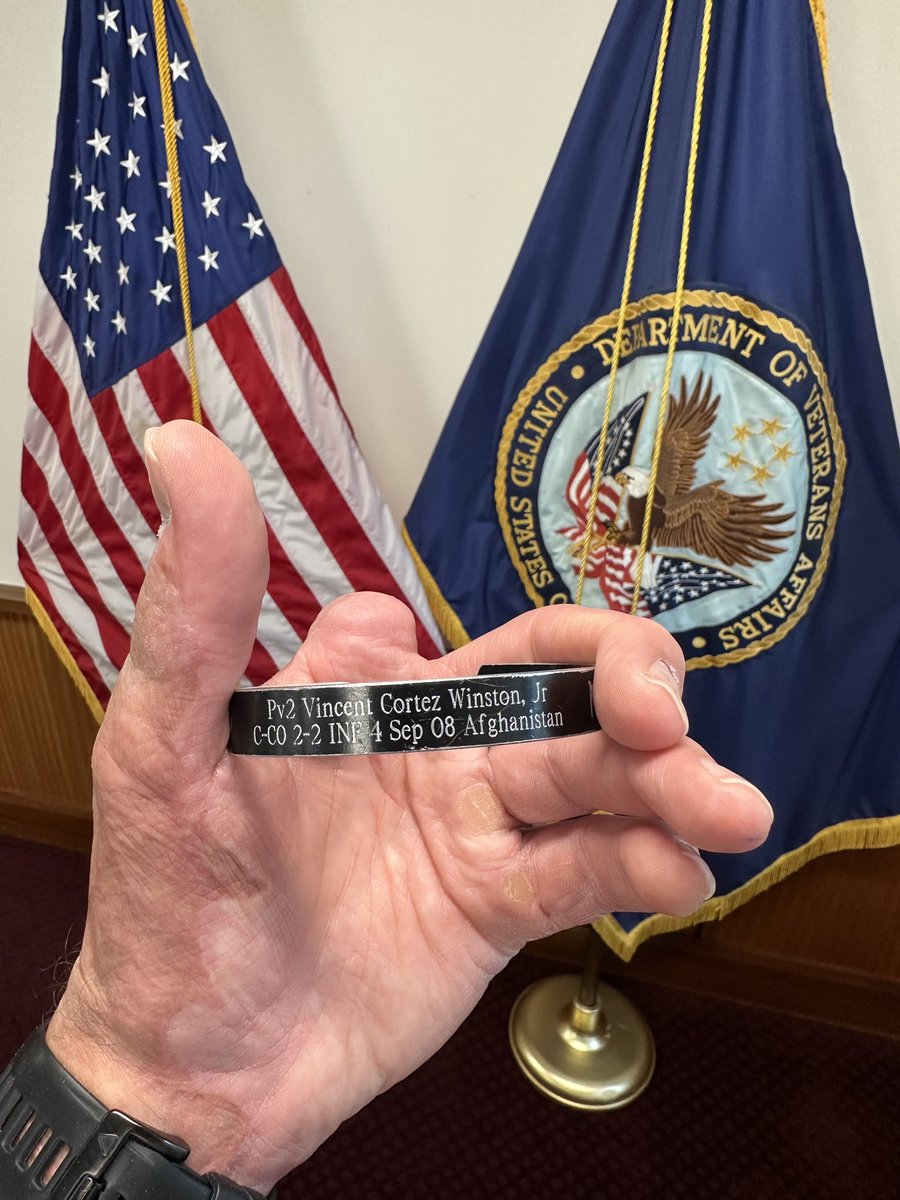 DEPARTMENT OF VETERANS AFFAIRS
UNITED STATES
Pv2 Vincent Cortez Winston, Jr
C-CO 2-2 INF 4 Sep 08 Afghanistan